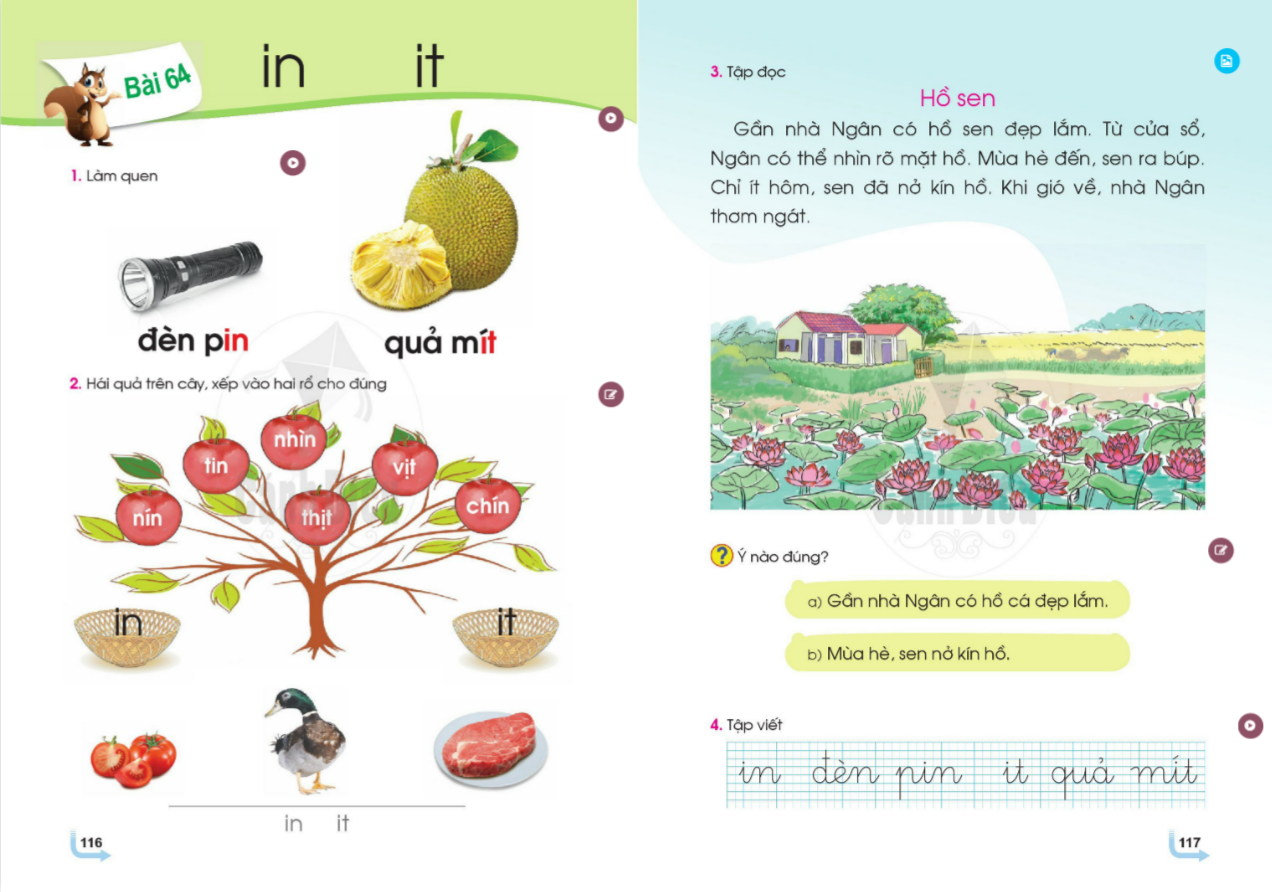 Bài 64
in it
1. Làm quen
đèn pin
quả mít
2. Hái quả trên cây, xếp vào hai rổ cho đúng
nhìn
tin
vịt
nín
thịt
chín
in
it
in it
116
3. Tập đọc
Hồ sen
Gần nhà Ngân có hồ sen đẹp lắm. Từ cửa sổ,
Ngân có thể nhìn rõ mặt hồ. Mùa hè đến, sen ra búp.
Chỉ ít hôm, sen đã nở kín hồ. Khi gió về, nhà Ngân
thơm ngát.
Cánh Diều
Cánh Diều
? Ý nào đúng?
a) Gần nhà Ngân có hồ cá đẹp lắm.
b) Mùa hè, sen nở kín hồ.
4. Tập viết
in đèn pin it quả mít
117